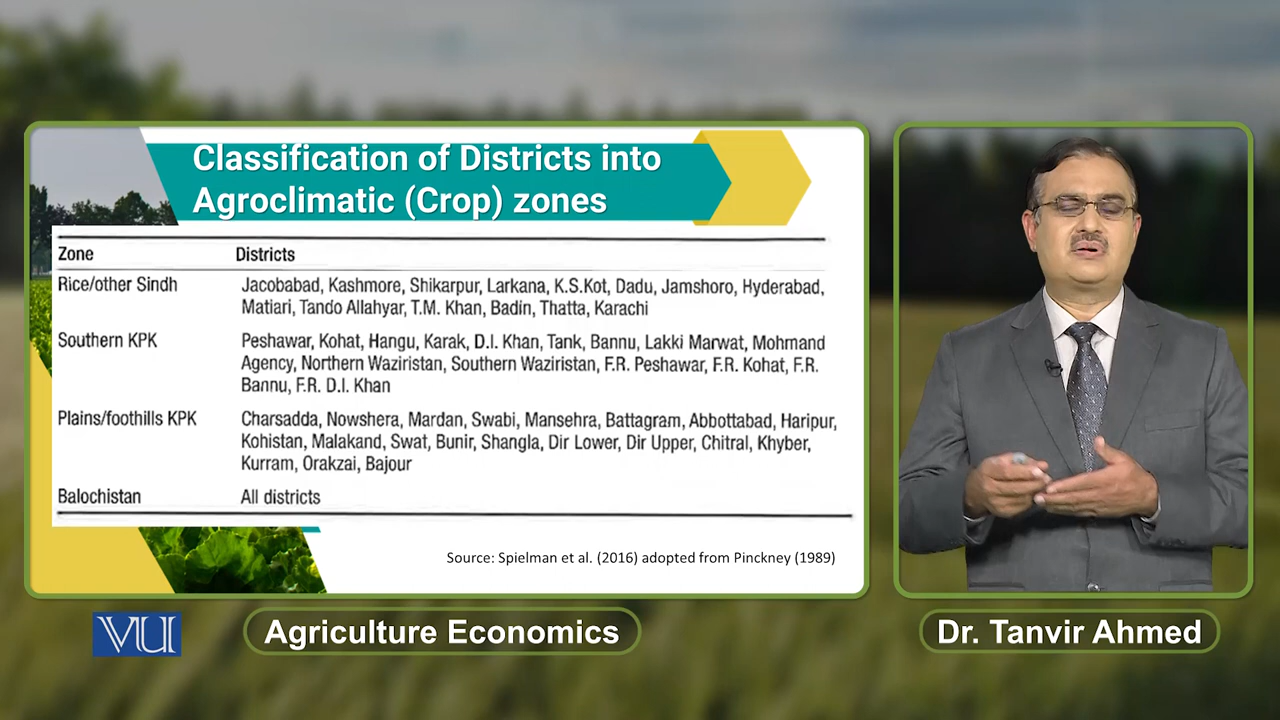 Classification of Districts into
Agroclimatic (Crop) zones
Zone Districts
Rice/other Sindh Jacobabad, Kashmore, Shikarpur, Larkana, K.S.Kot, Dadu, Jamshoro, Hyderabad,
Matiari, Tando Allahyar, T.M. Khan, Badin, Thatta, Karachi
Southern KPK Peshawar, Kohat, Hangu, Karak, D.I. Khan, Tank, Bannu, Lakki Marwat, Mohmand
Agency, Northern Waziristan, Southern Waziristan, F.R. Peshawar, F.R. Kohat, F.R.
Bannu, F.R. D.I. Khan
Plains/foothills KPK Charsadda, Nowshera, Mardan, Swabi, Mansehra, Battagram, Abbottabad, Haripur,
Kohistan, Malakand, Swat, Bunir, Shangla, Dir Lower, Dir Upper, Chitral, Khyber,
Kurram, Orakzai, Bajour
Balochistan All districts
Source: Spielman et al. (2016) adopted from Pinckney (1989)
VU
Agriculture Economics
Dr. Tanvir Ahmed